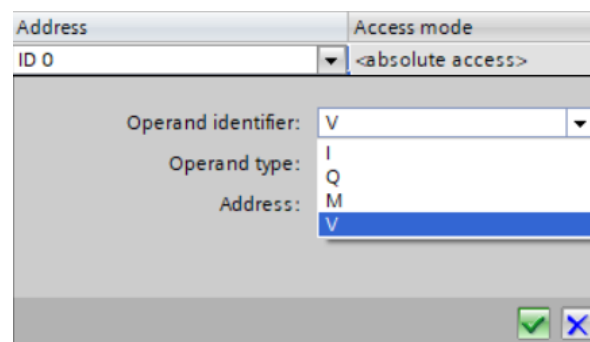 Address Access mode
ID 0 <absolute access>
Operand identifier: V
Operand type: I
Q
Address: M
V